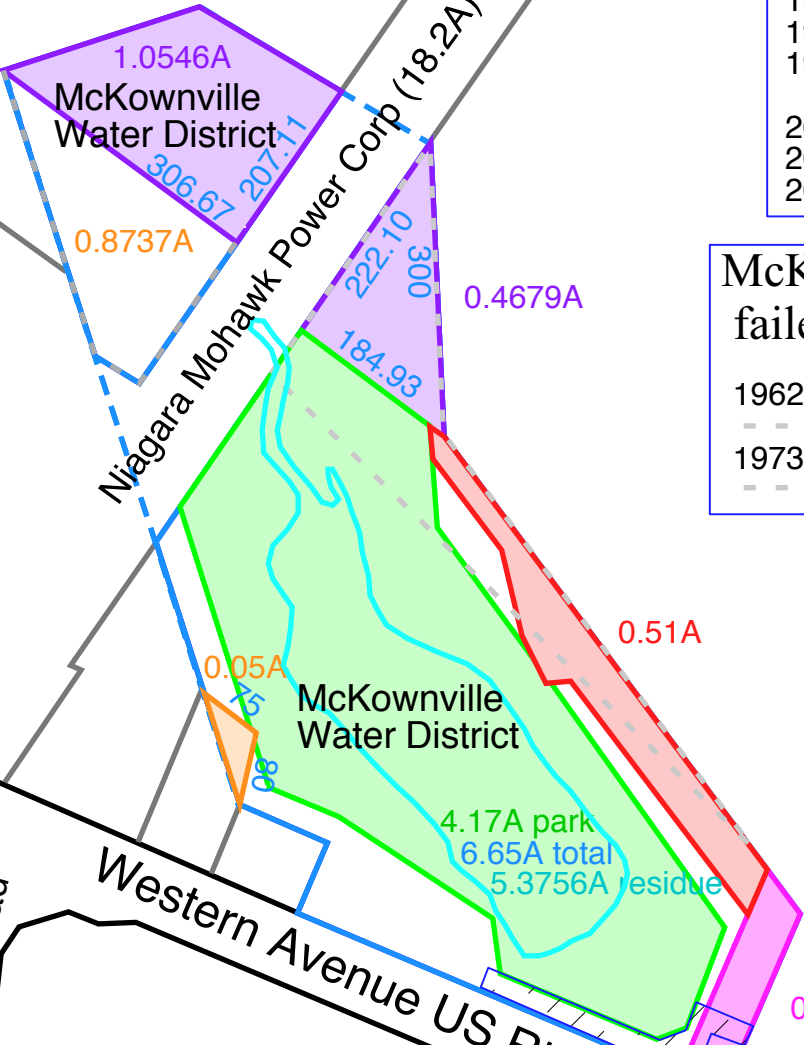 1.0546A
McKownville
Water District
306.67
207.11
0.8737A
Niagara Mohawk Power Corp (18.2A)
222.10
300
184.93
0.4679A
0.51A
0.05A
75
80
McKownville
Water District
4.17A park
6.65A total
5.3756A residue
Western Avenue US
McK
faile
1962
1973